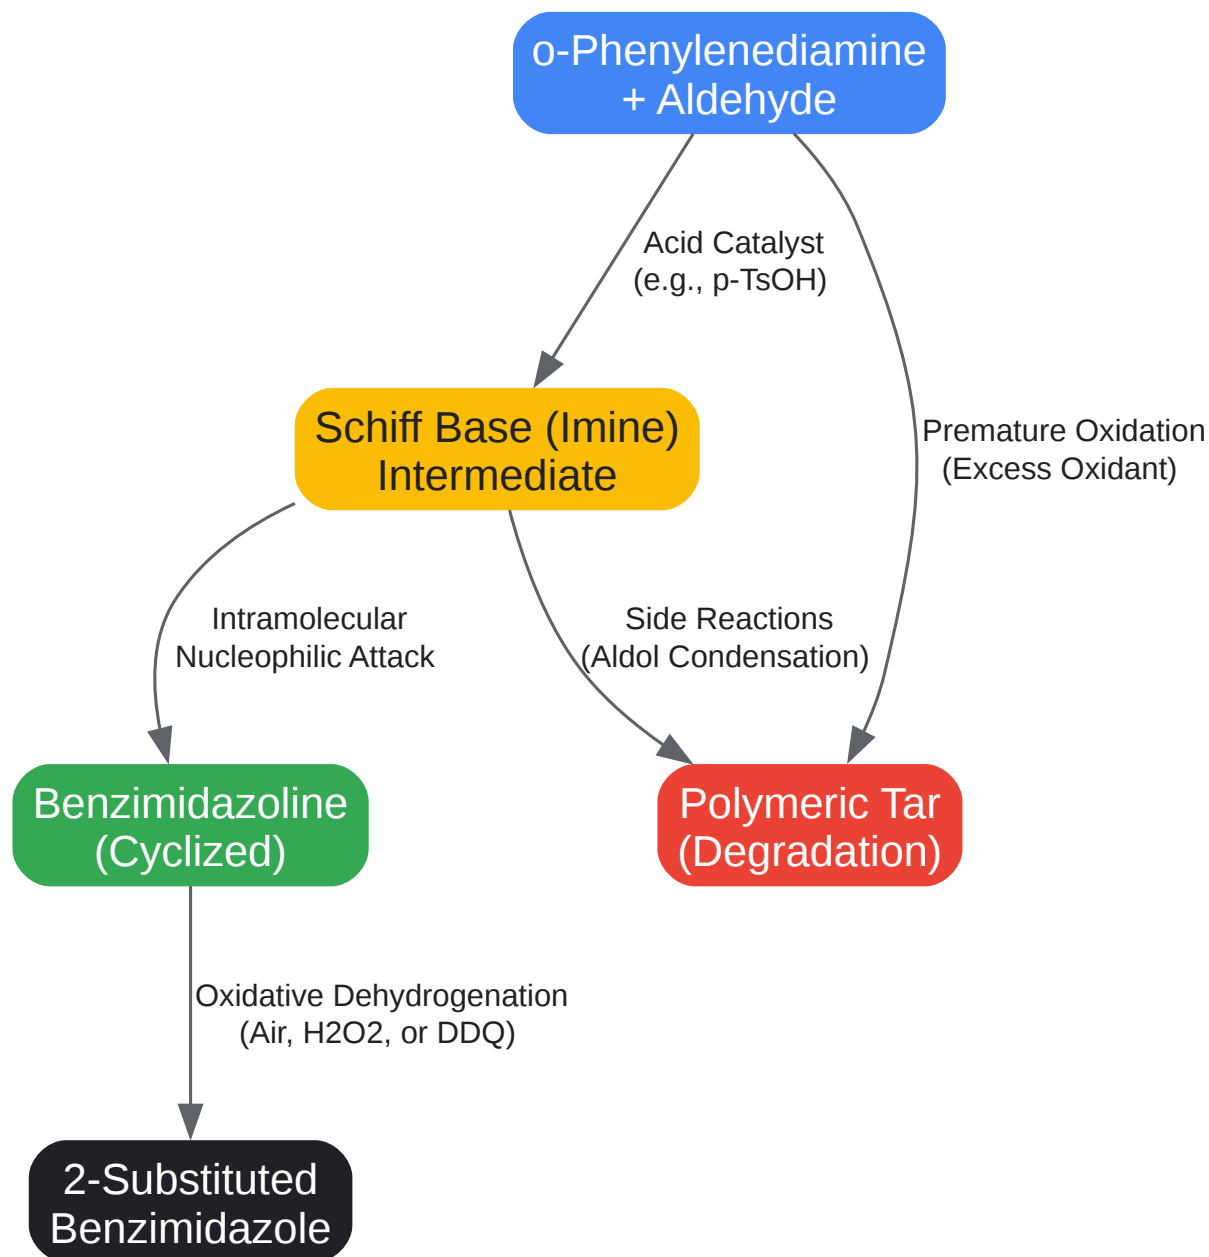 o-Phenylenediamine
+ Aldehyde
Acid Catalyst
(e.g., p-TsOH)
Schiff Base (Imine)
Intermediate
Premature Oxidation
(Excess Oxidant)
Intramolecular
Nucleophilic Attack
Side Reactions
(Aldol Condensation)
Benzimidazoline
(Cyclized)
Polymeric Tar
(Degradation)
Oxidative Dehydrogenation
(Air, H2O2, or DDQ)
2-Substituted
Benzimidazole